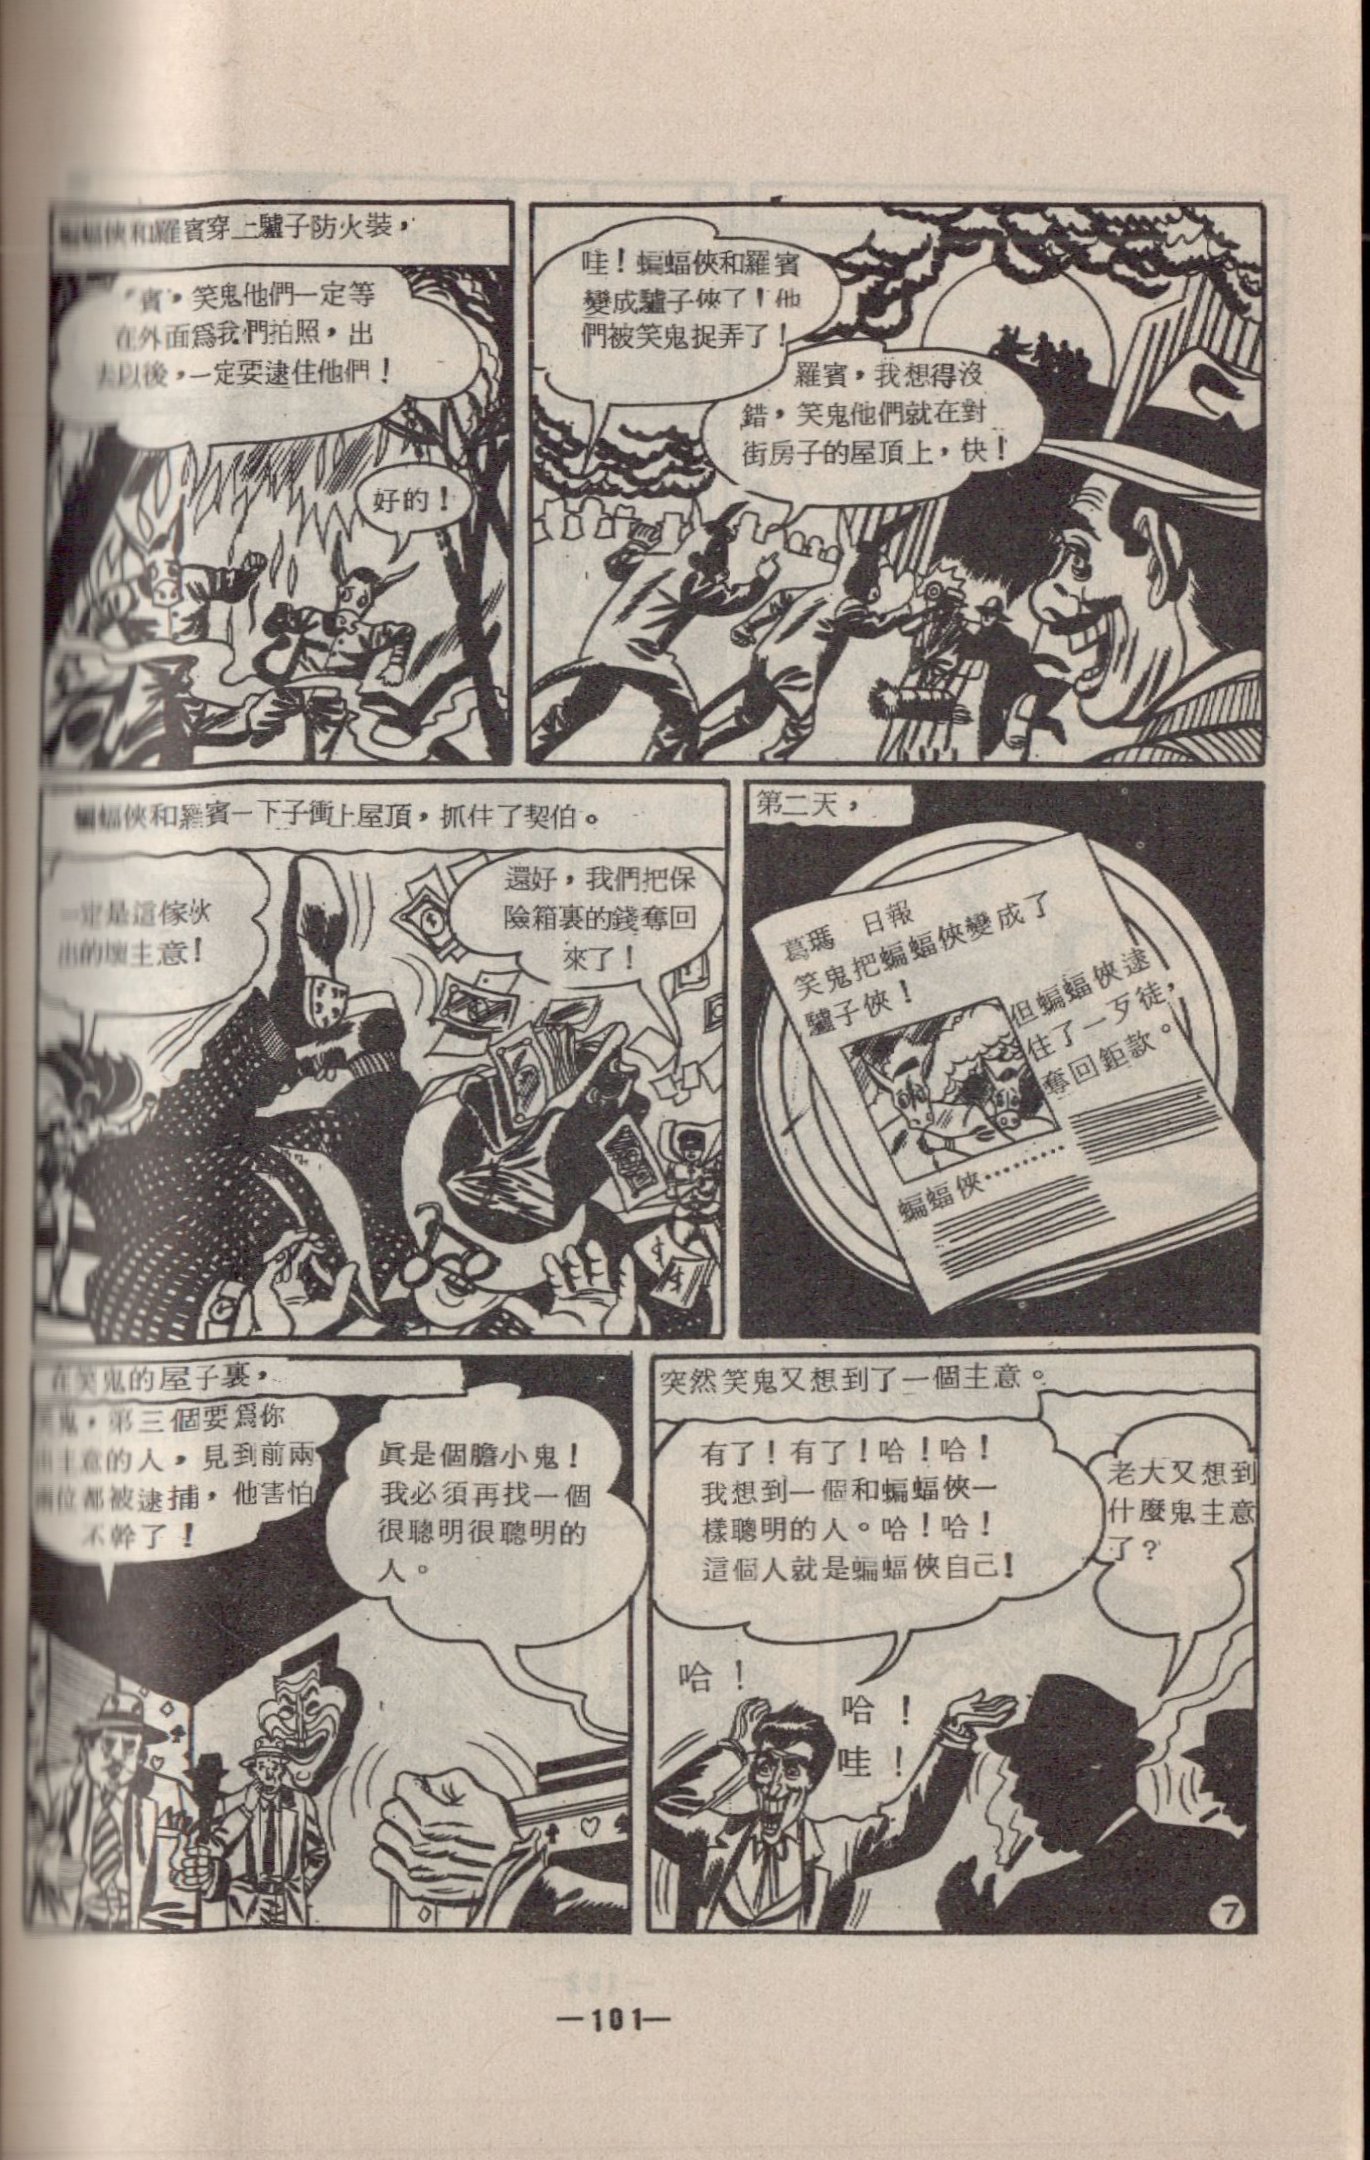 蝙蝠俠和羅賓穿上驢子防火裝，
賓，笑鬼他們一定等
在外面爲我們拍照，出
去以後，一定要逮住他們！
好的！
哇！蝙蝠俠和羅賓
變成驢子俠了！他
們被笑鬼捉弄了！
羅賓，我想得沒
錯，笑鬼他們就在對
街房子的屋頂上，快！
蝙蝠俠和羅賓一下子衝上屋頂，抓住了契伯。
一定是這傢伙
出的壞主意！
還好，我們把保
險箱裏的錢奪回
來了！
第二天，
葛瑪　日報
笑鬼把蝙蝠俠變成了
驢子俠！
但蝙蝠俠逮
住了一歹徒，
奪回鉅款。
蝙蝠俠………
在笑鬼的屋子裏，
笑鬼，第三個要爲你
出主意的人，見到前兩
兩位都被逮捕，他害怕
不幹了！
眞是個膽小鬼！
我必須再找一個
很聰明很聰明的
人。
突然笑鬼又想到了一個主意。
有了！有了！哈！哈！
我想到一個和蝙蝠俠一
樣聰明的人。哈！哈！
這個人就是蝙蝠俠自己！
老大又想到
什麼鬼主意
了？
哈！
哈！
哇！
7
—101—